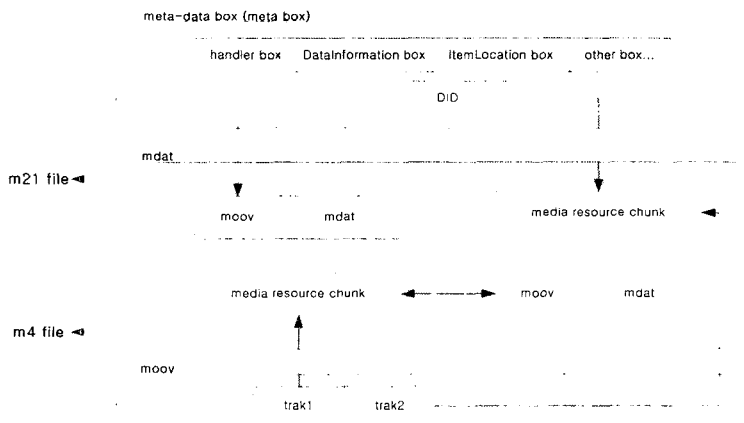 meta-data box (meta box)
handler box DataInformation box ItemLocation box other box...
DID
mdat
m21 file
moov mdat media resource chunk
media resource chunk moov mdat
m4 file
moov
trak1 trak2